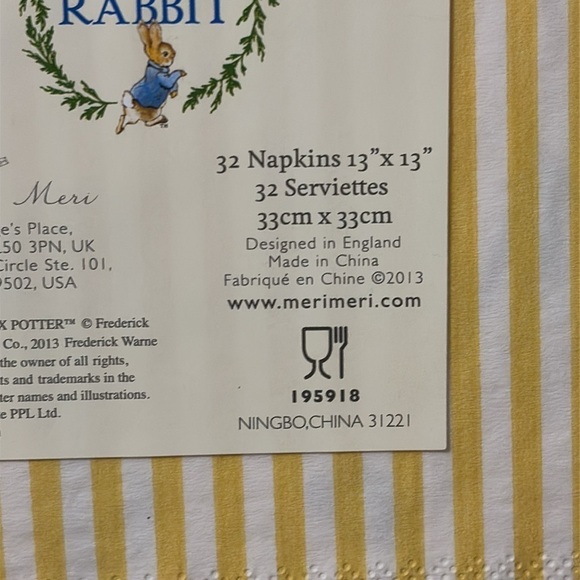 RABBIT
™
Meri
e's Place,
L50 3PN, UK
Circle Ste. 101,
9502, USA
X POTTER™ © Frederick
Co., 2013 Frederick Warne
the owner of all rights,
ts and trademarks in the
ter names and illustrations.
e PPL Ltd.
32 Napkins 13”x 13”
32 Serviettes
33cm x 33cm
Designed in England
Made in China
Fabriqué en Chine ©2013
www.merimeri.com
195918
NINGBO,CHINA 31221